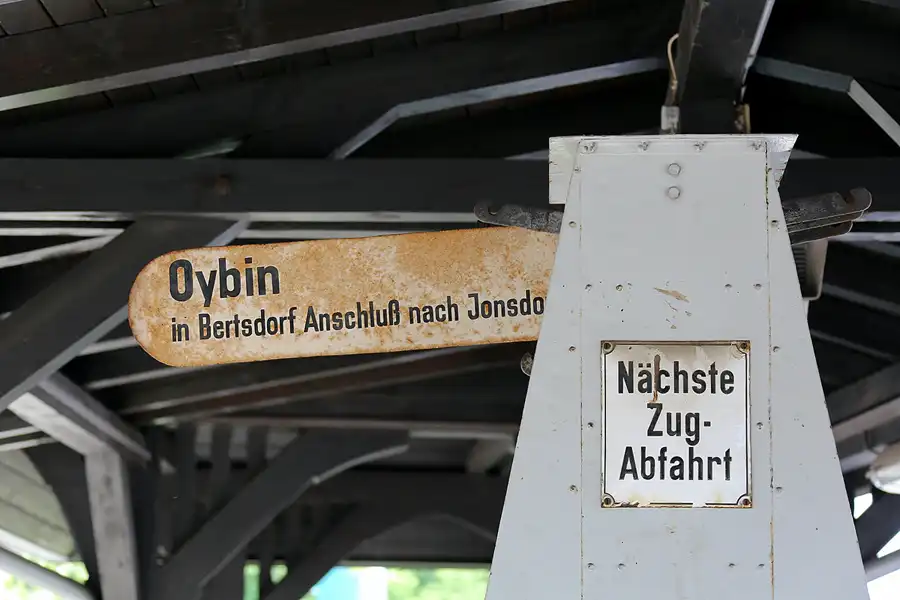 Oybin
in Bertsdorf Anschluß nach Jonsdo
Nächste
Zug-
Abfahrt